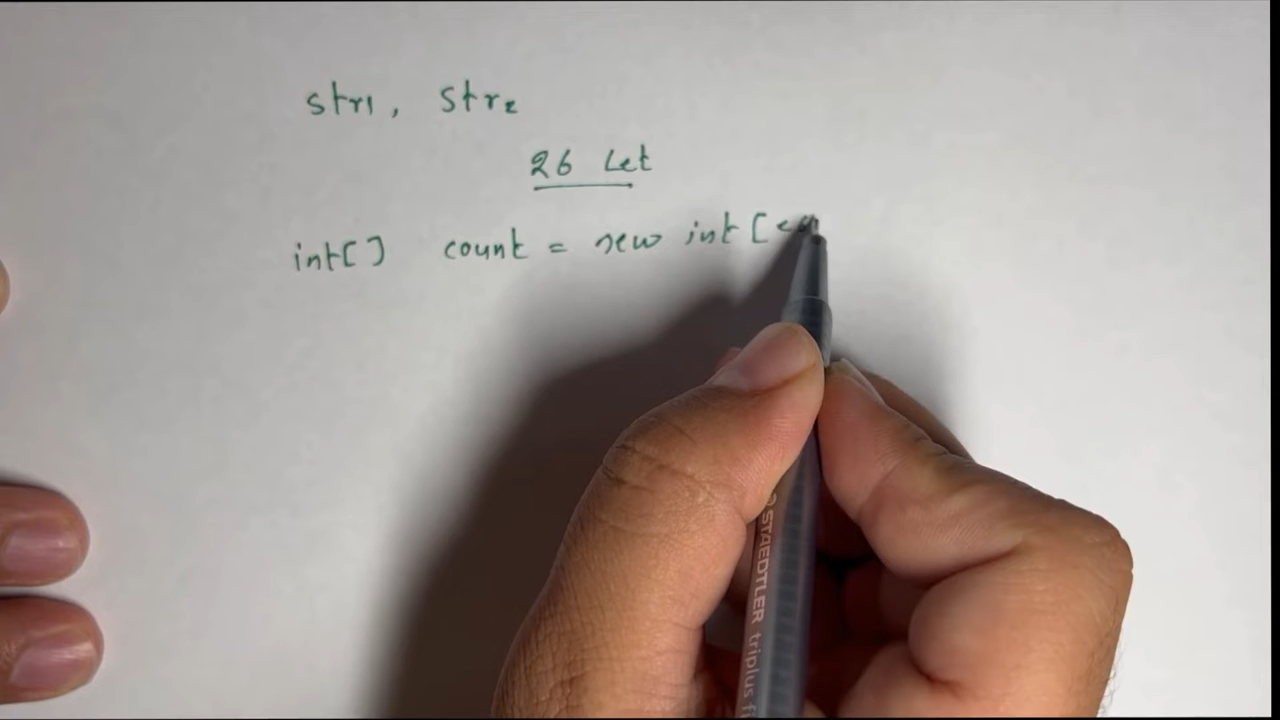 str1, str2
26 Let
int[] count = new int[
STAEDTLER triplus